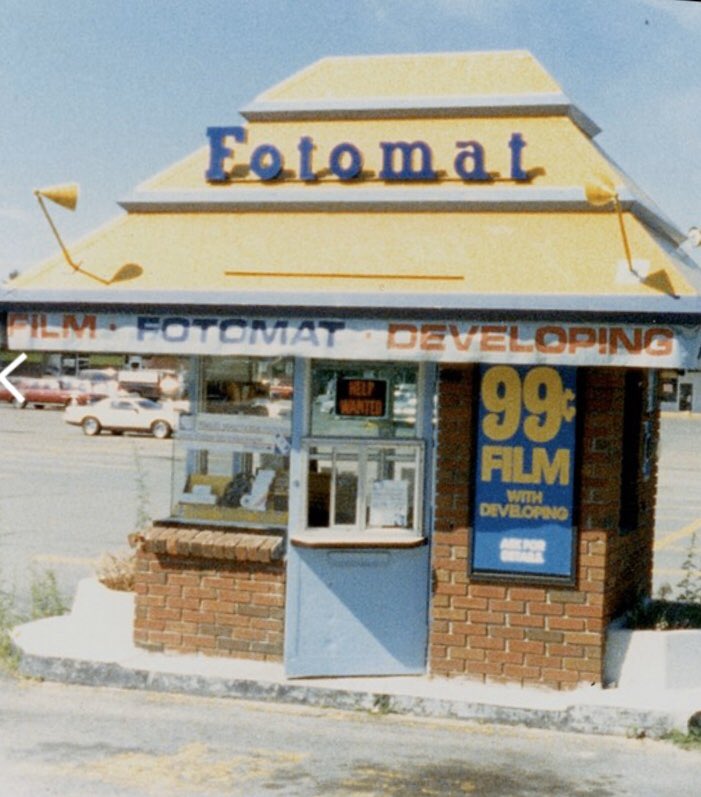 Fotomat
FILM · FOTOMAT · DEVELOPING
HELP
WANTED
99¢
FILM
WITH
DEVELOPING
ASK FOR
DETAILS